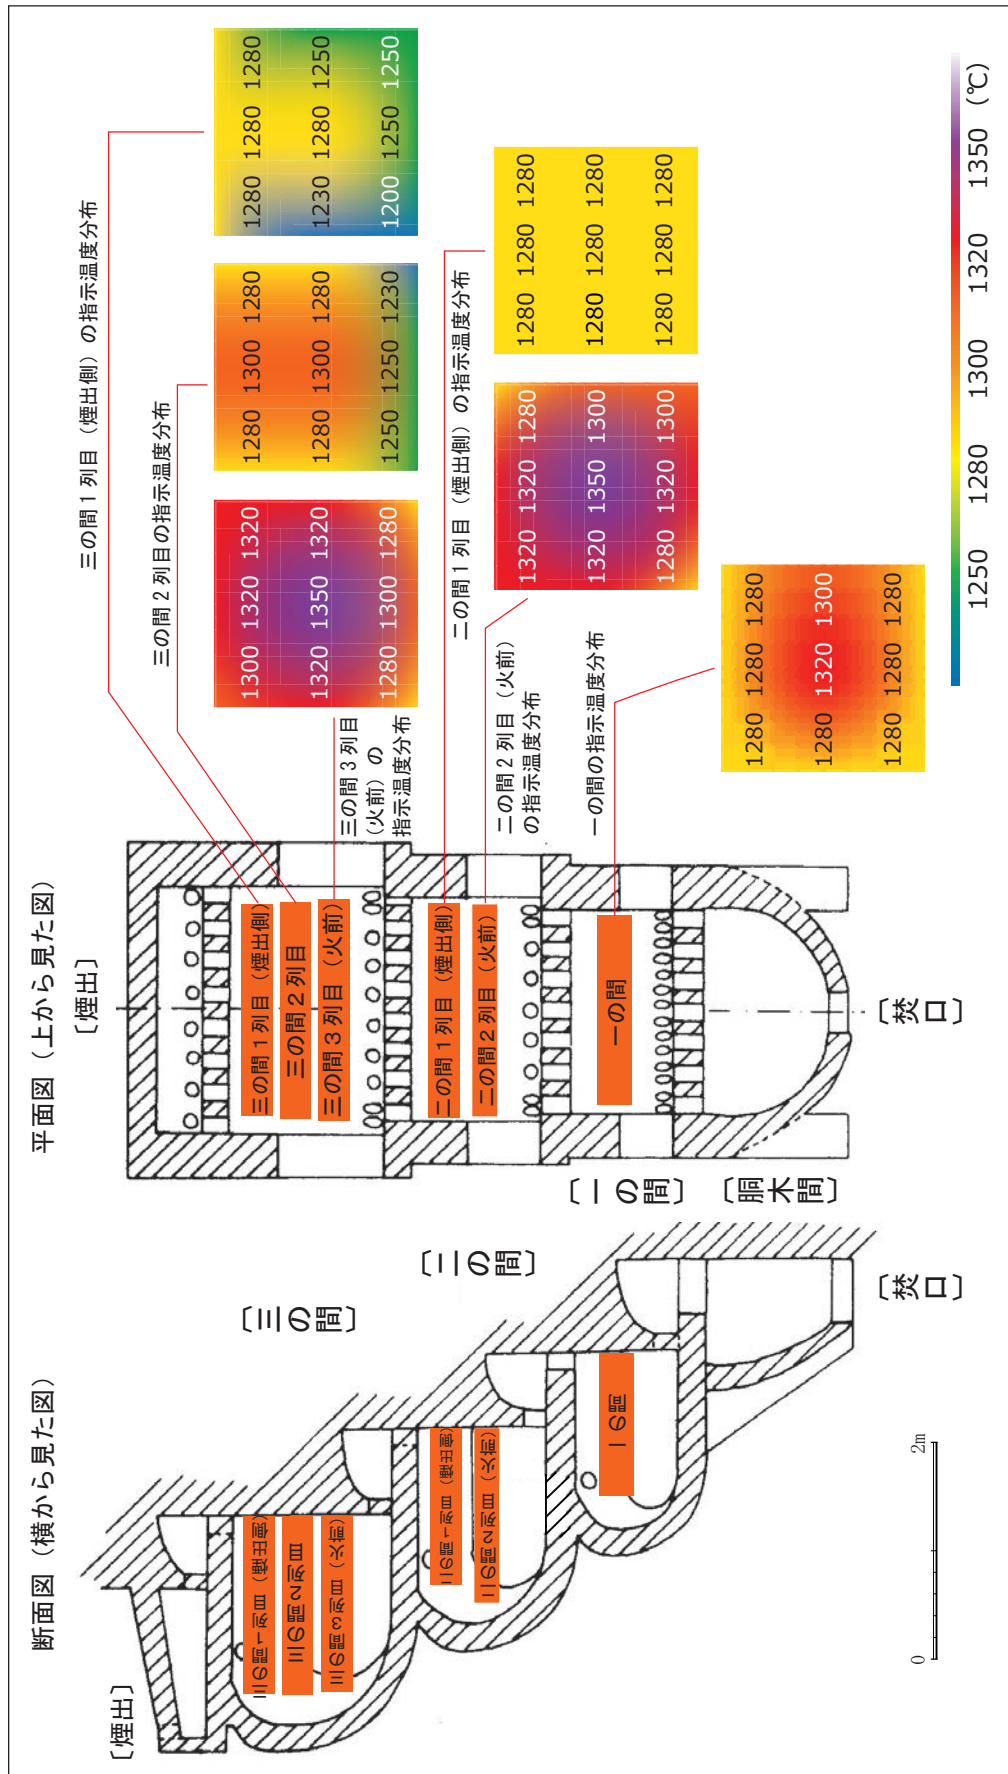 断面図（横から見た図）
〔煙出〕
三の間1列目（煙出側）
三の間2列目
三の間3列目（火前）
〔三の間〕
二の間1列目（煙出側）
二の間2列目（火前）
〔二の間〕
一の間
〔一の間〕
〔胴木間〕
〔焚口〕
0
2m
平面図（上から見た図）
〔煙出〕
三の間1列目（煙出側）
三の間2列目
三の間3列目（火前）
二の間1列目（煙出側）
二の間2列目（火前）
一の間
〔焚口〕
三の間1列目（煙出側）の指示温度分布
1280 1280 1280
1230 1280 1250
1200 1250 1250
三の間2列目の指示温度分布
1280 1300 1280
1280 1300 1280
1250 1250 1230
三の間3列目
（火前）の
指示温度分布
1300 1320 1320
1320 1350 1320
1280 1300 1280
二の間1列目（煙出側）の指示温度分布
1280 1280 1280
1280 1280 1280
1280 1280 1280
二の間2列目（火前）
の指示温度分布
1320 1320 1280
1320 1350 1300
1280 1320 1300
一の間の指示温度分布
1280 1280 1280
1280 1320 1300
1280 1280 1280
1250 1280 1300 1320 1350 (℃)